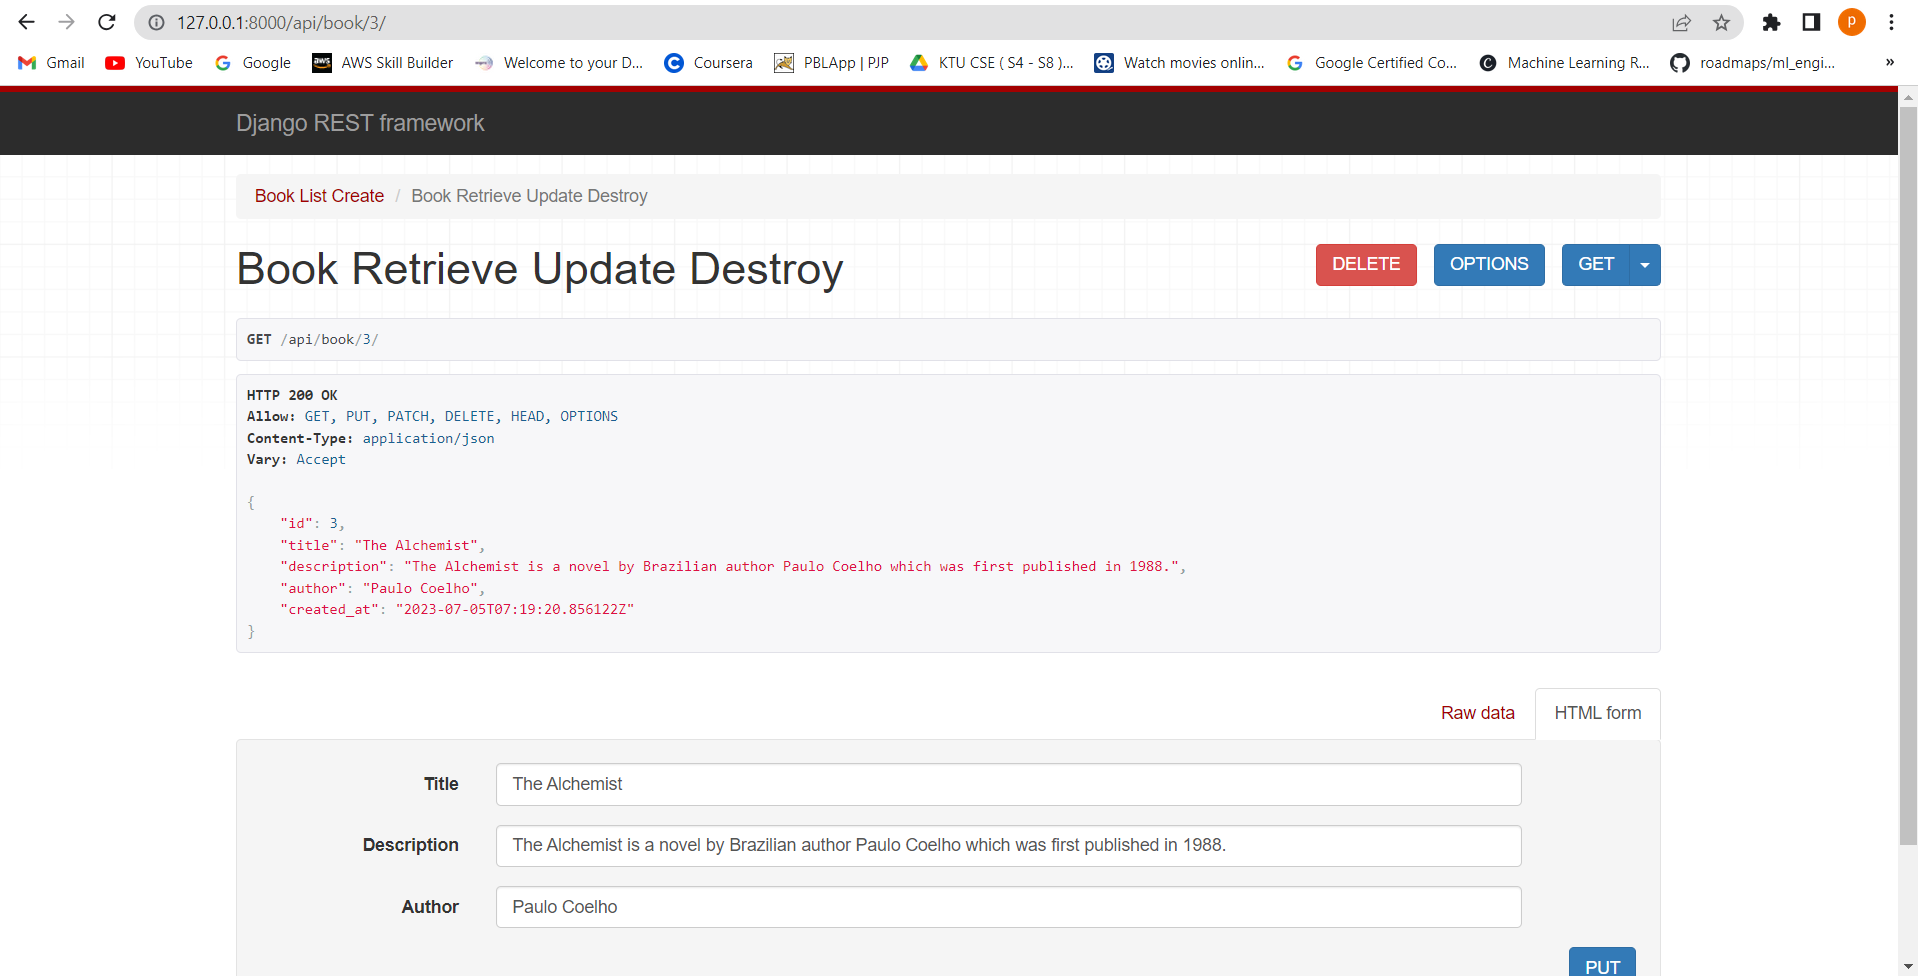 127.0.0.1:8000/api/book/3/
p
Gmail YouTube Google aws AWS Skill Builder Welcome to your D... Coursera PBLApp | PJP KTU CSE ( S4 - S8 )... Watch movies onlin... Google Certified Co... Machine Learning R... roadmaps/ml_engi... »
Django REST framework
Book List Create / Book Retrieve Update Destroy
Book Retrieve Update Destroy
DELETE OPTIONS GET
GET /api/book/3/
HTTP 200 OK
Allow: GET, PUT, PATCH, DELETE, HEAD, OPTIONS
Content-Type: application/json
Vary: Accept
{
"id": 3,
"title": "The Alchemist",
"description": "The Alchemist is a novel by Brazilian author Paulo Coelho which was first published in 1988.",
"author": "Paulo Coelho",
"created_at": "2023-07-05T07:19:20.856122Z"
}
Raw data HTML form
Title The Alchemist
Description The Alchemist is a novel by Brazilian author Paulo Coelho which was first published in 1988.
Author Paulo Coelho
PUT